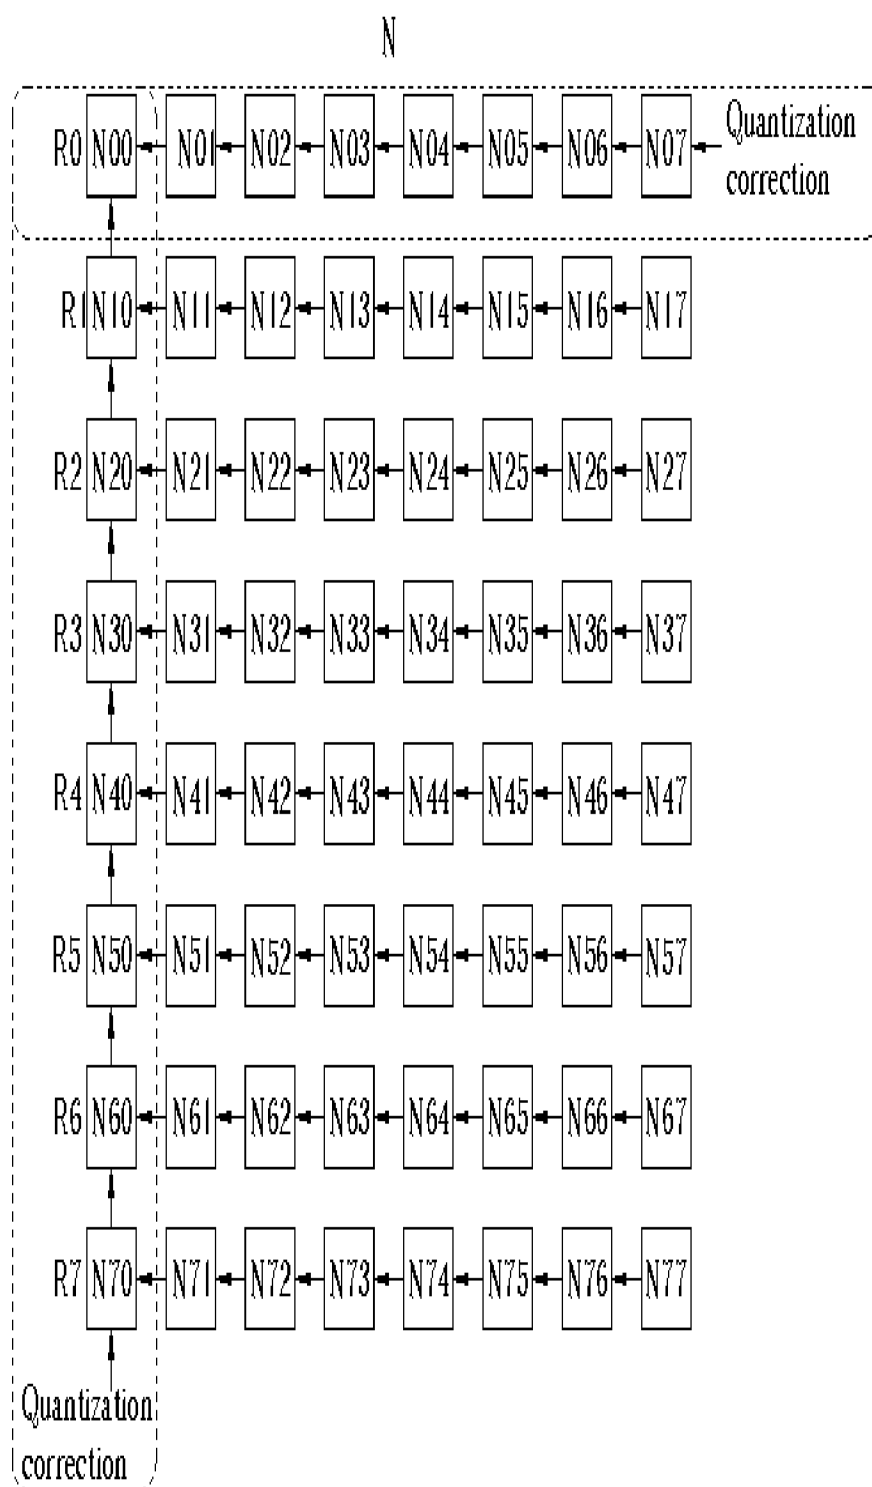 N
R0 N00 N01 N02 N03 N04 N05 N06 N07 Quantization
correction
R1 N10 N11 N12 N13 N14 N15 N16 N17
R2 N20 N21 N22 N23 N24 N25 N26 N27
R3 N30 N31 N32 N33 N34 N35 N36 N37
R4 N40 N41 N42 N43 N44 N45 N46 N47
R5 N50 N51 N52 N53 N54 N55 N56 N57
R6 N60 N61 N62 N63 N64 N65 N66 N67
R7 N70 N71 N72 N73 N74 N75 N76 N77
Quantization
correction